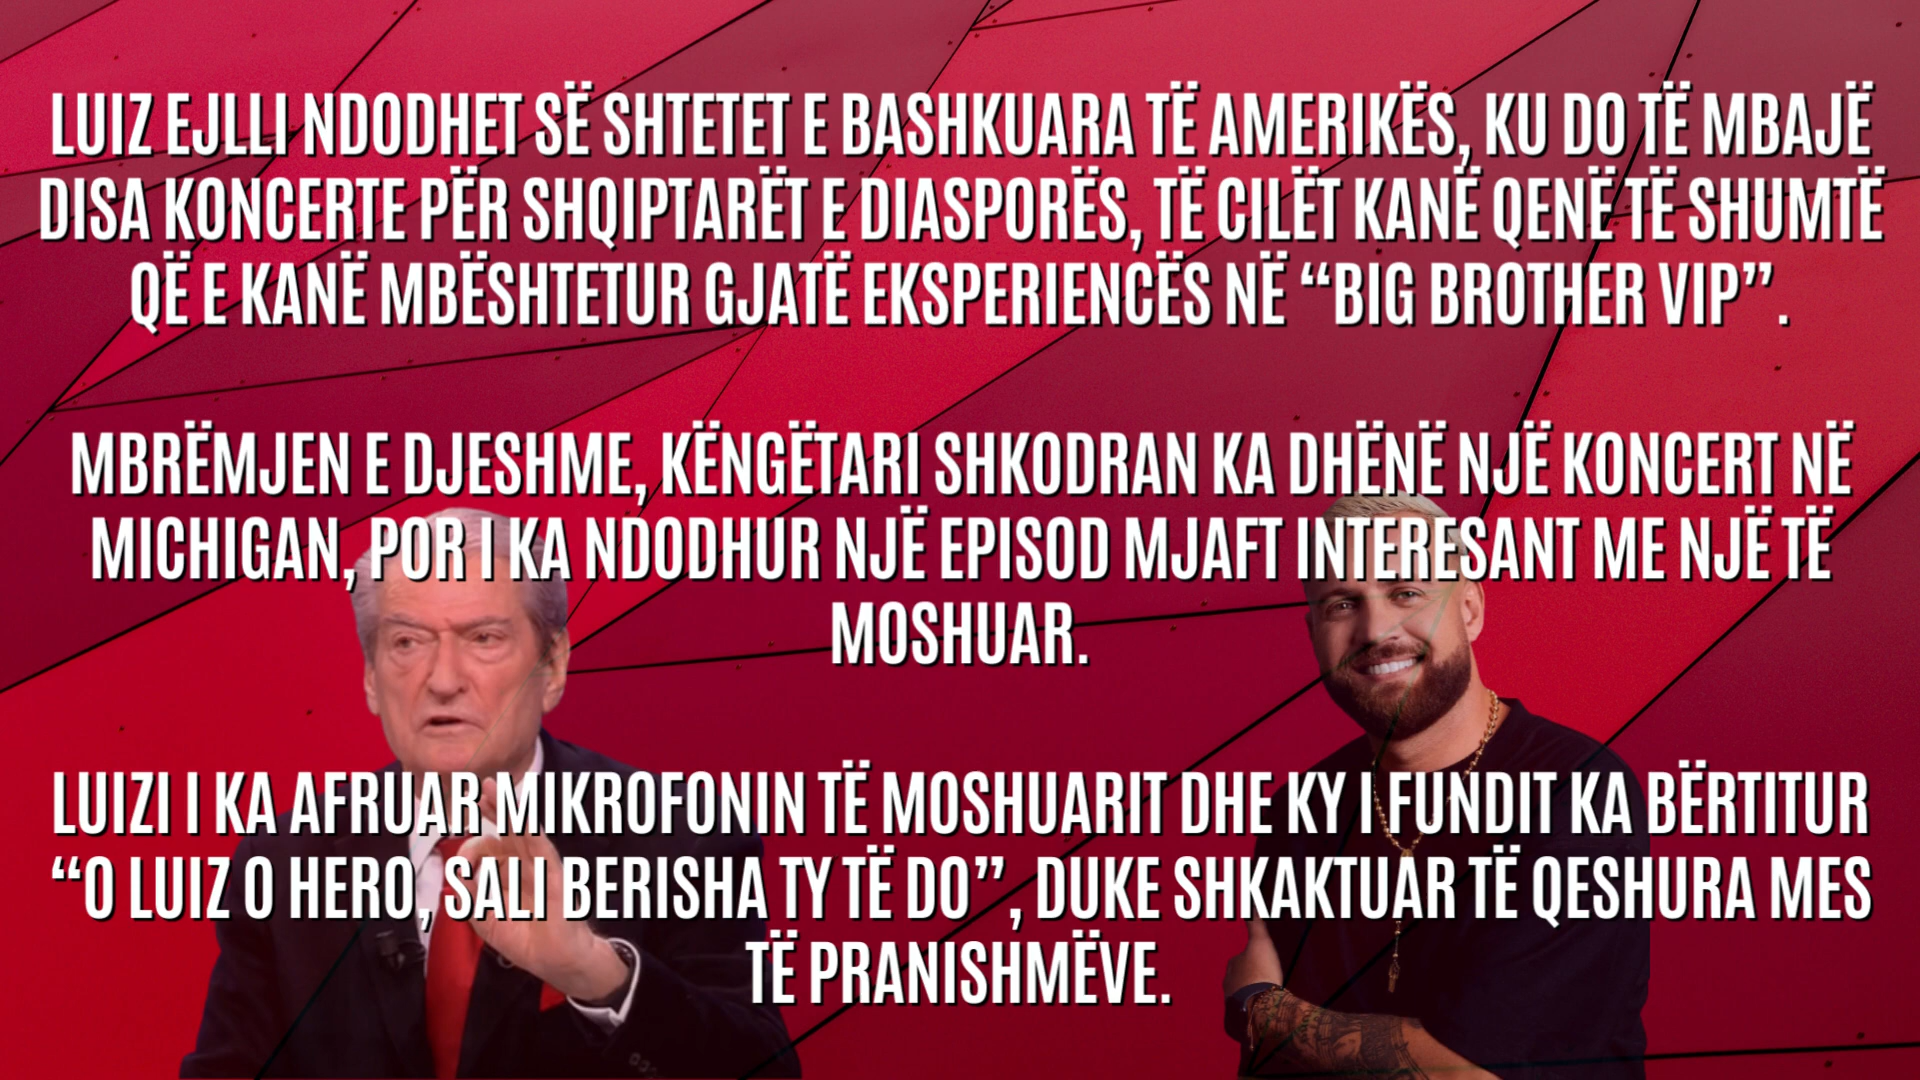 LUIZ EJLLI NDODHET SË SHTETET E BASHKUARA TË AMERIKËS, KU DO TË MBAJË
DISA KONCERTE PËR SHQIPTARËT E DIASPORËS, TË CILËT KANË QENË TË SHUMTË
QË E KANË MBËSHTETUR GJATË EKSPERIENCËS NË “BIG BROTHER VIP”.
MBRËMJEN E DJESHME, KËNGËTARI SHKODRAN KA DHËNË NJË KONCERT NË
MICHIGAN, POR I KA NDODHUR NJË EPISOD MJAFT INTERESANT ME NJË TË
MOSHUAR.
LUIZI I KA AFRUAR MIKROFONIN TË MOSHUARIT DHE KY I FUNDIT KA BËRTITUR
“O LUIZ O HERO, SALI BERISHA TY TË DO”, DUKE SHKAKTUAR TË QESHURA MES
TË PRANISHMËVE.